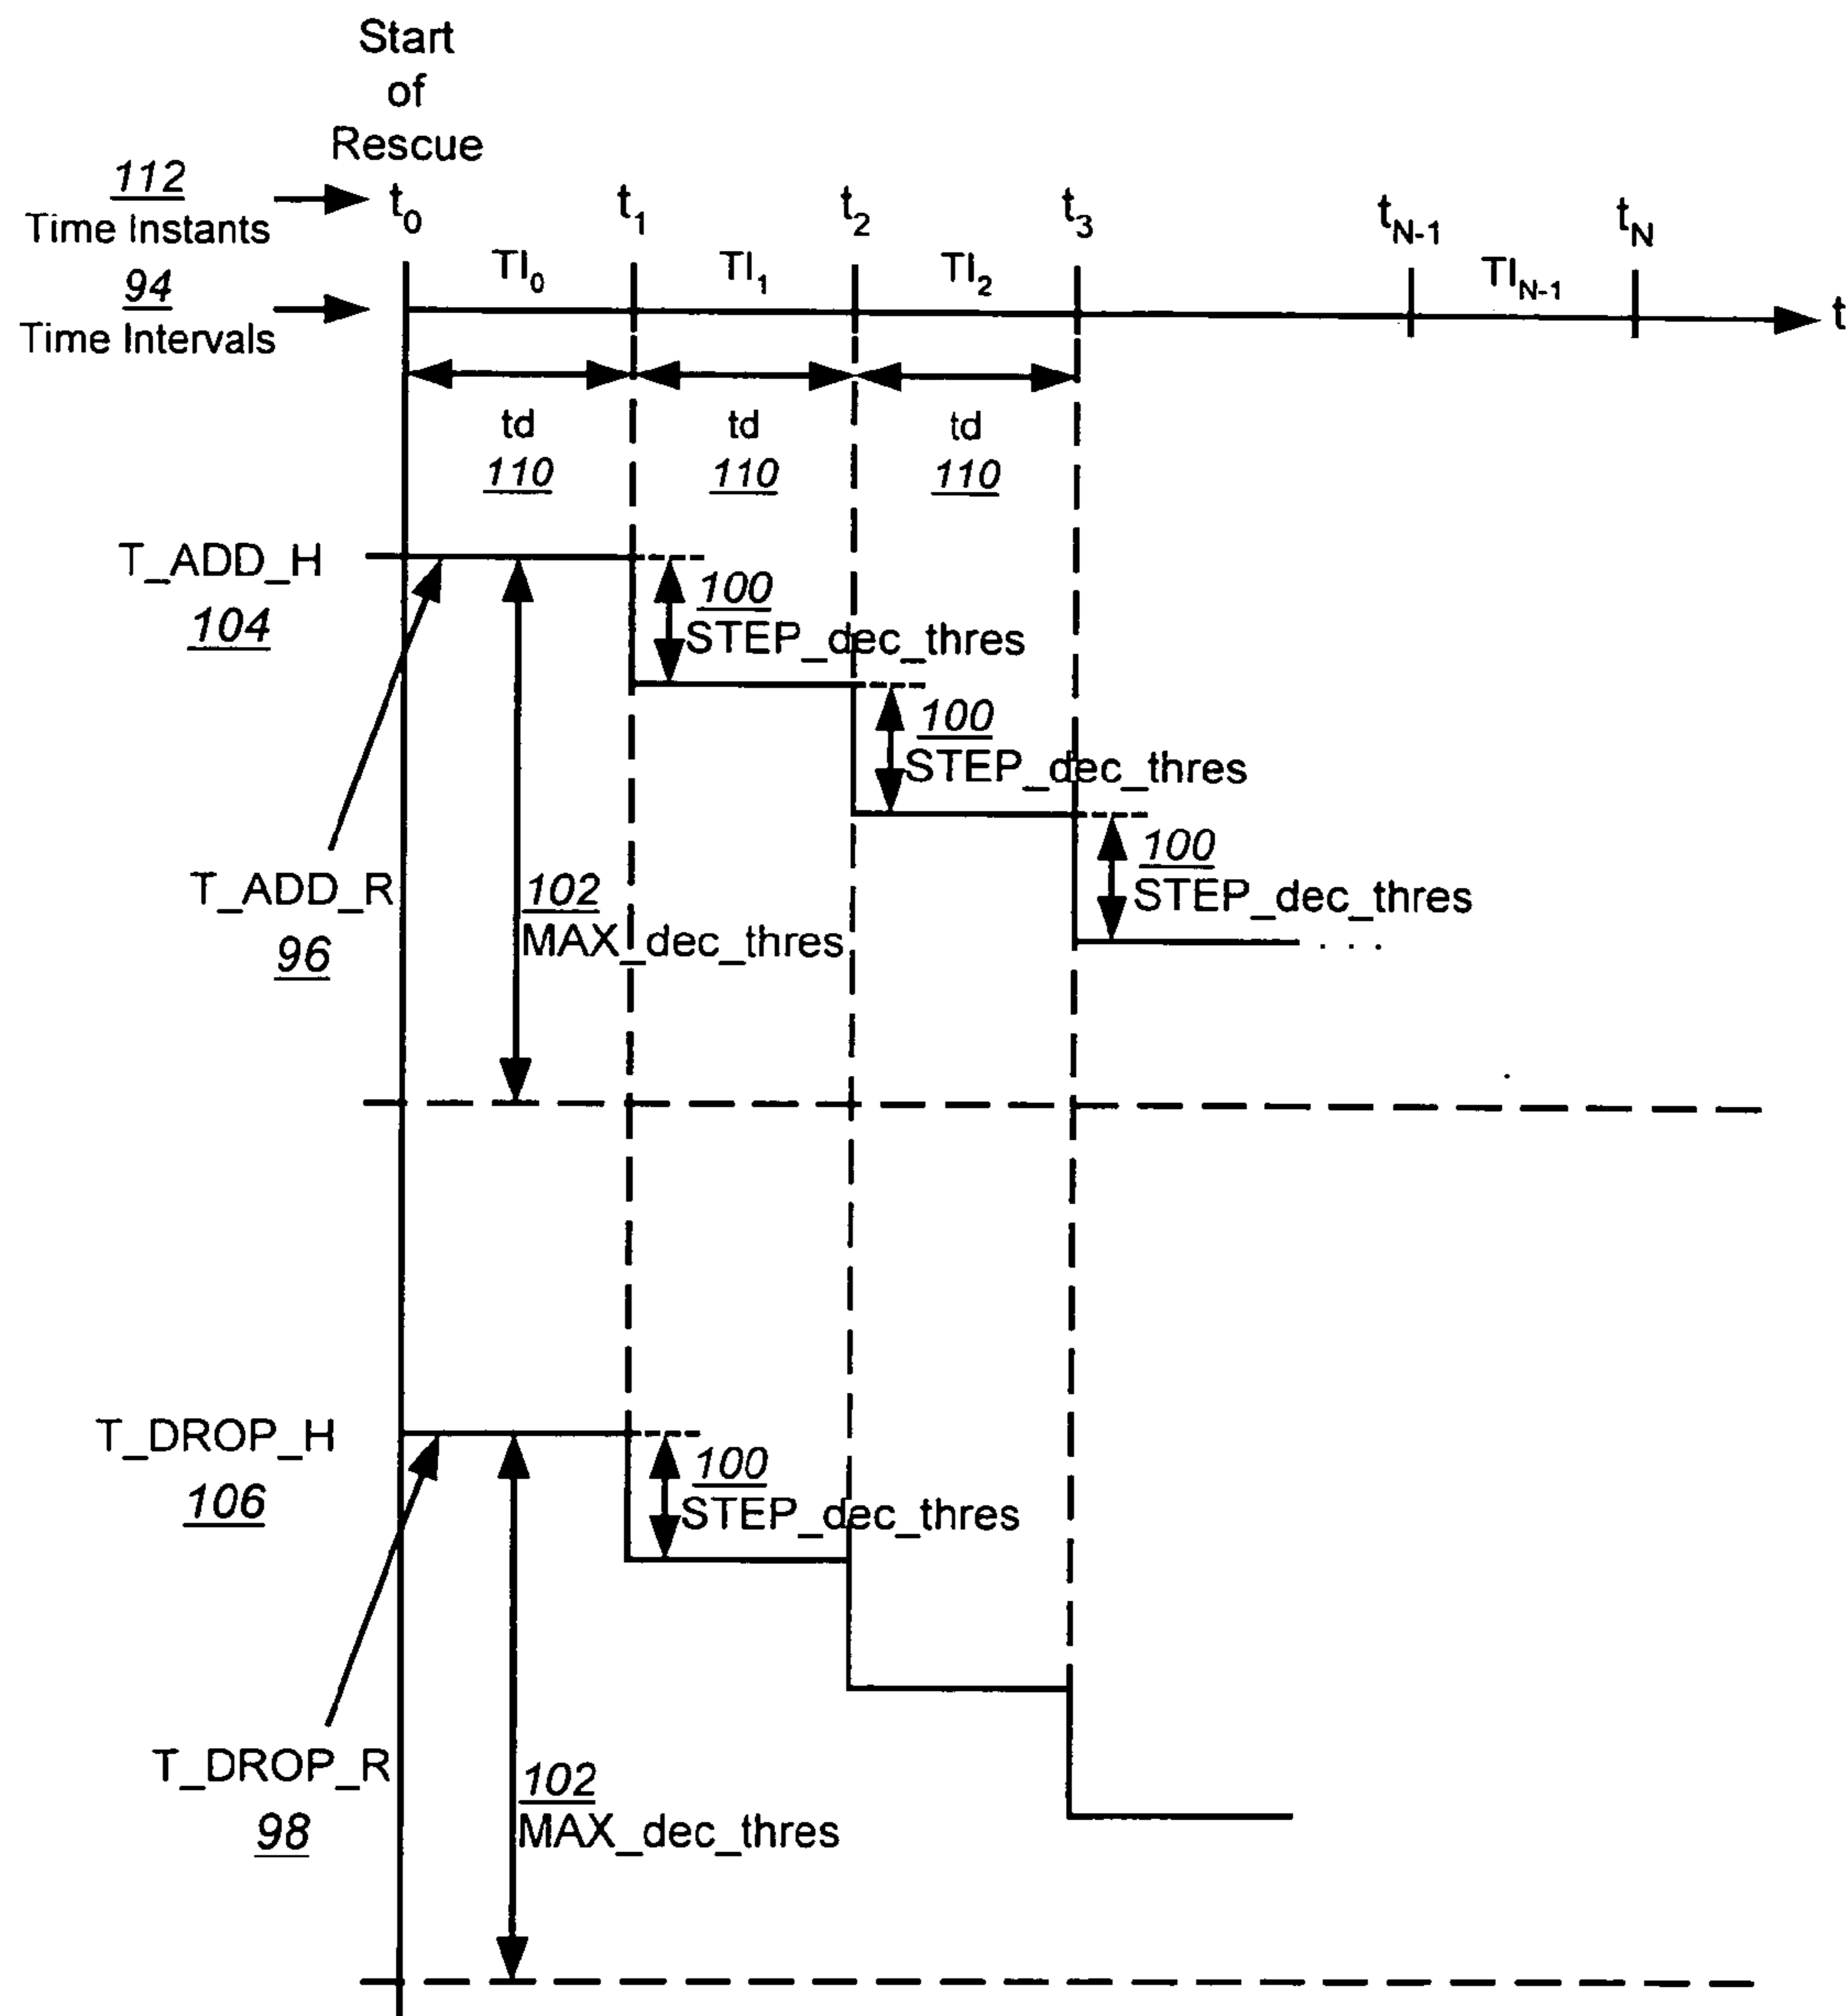 Start
of
Rescue
112
Time Instants
t0 t1 t2 t3 tN-1 tN
94
Time Intervals
TI0 TI1 TI2 TIN-1 t
td td td
110 110 110
T_ADD_H
104
100
STEP_dec_thres
100
STEP_dec_thres
100
STEP_dec_thres
T_ADD_R
96
102
MAX_dec_thres
. . .
T_DROP_H
106
100
STEP_dec_thres
T_DROP_R
98
102
MAX_dec_thres